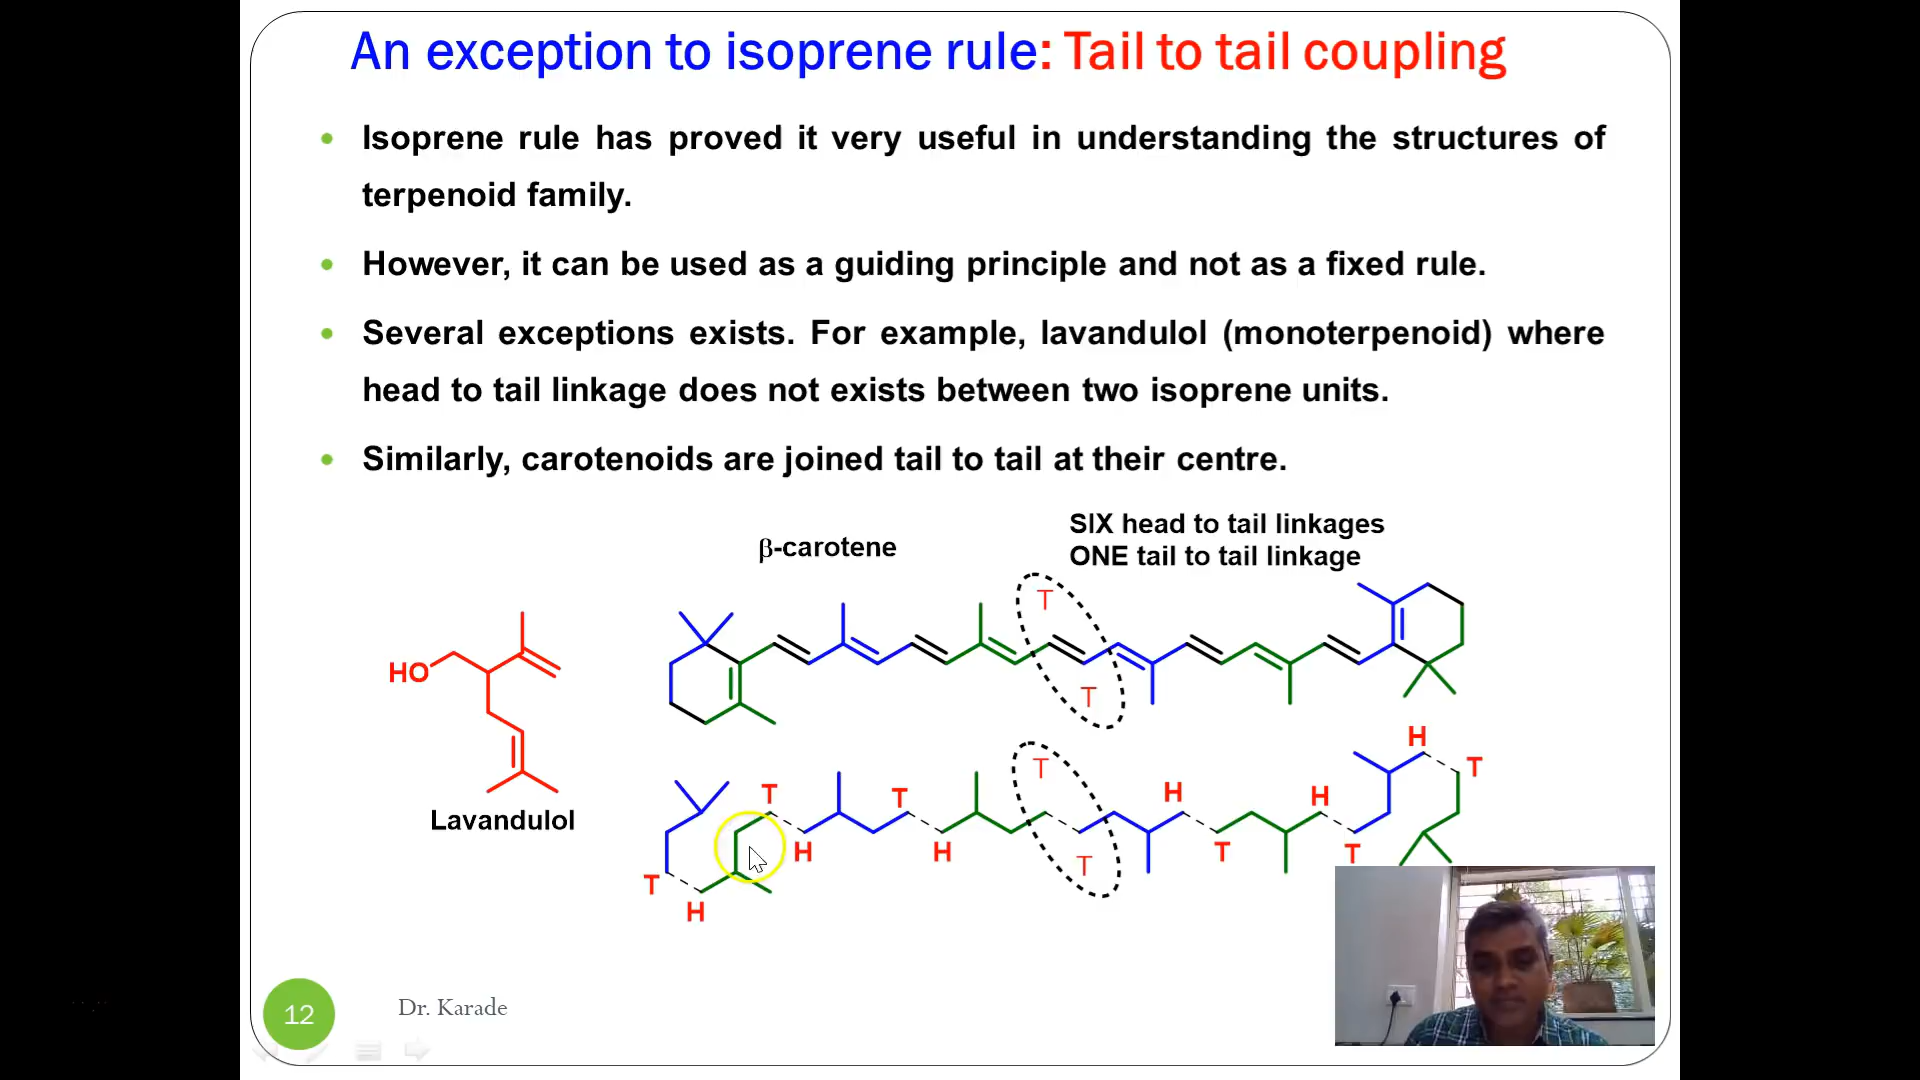 An exception to isoprene rule: Tail to tail coupling
Isoprene rule has proved it very useful in understanding the structures of
terpenoid family.
However, it can be used as a guiding principle and not as a fixed rule.
Several exceptions exists. For example, lavandulol (monoterpenoid) where
head to tail linkage does not exists between two isoprene units.
Similarly, carotenoids are joined tail to tail at their centre.
SIX head to tail linkages
ONE tail to tail linkage
β-carotene
T
HO
T
H
T
T
T
T
H
H
H
H
T
T
T
T
H
Lavandulol
12
Dr. Karade